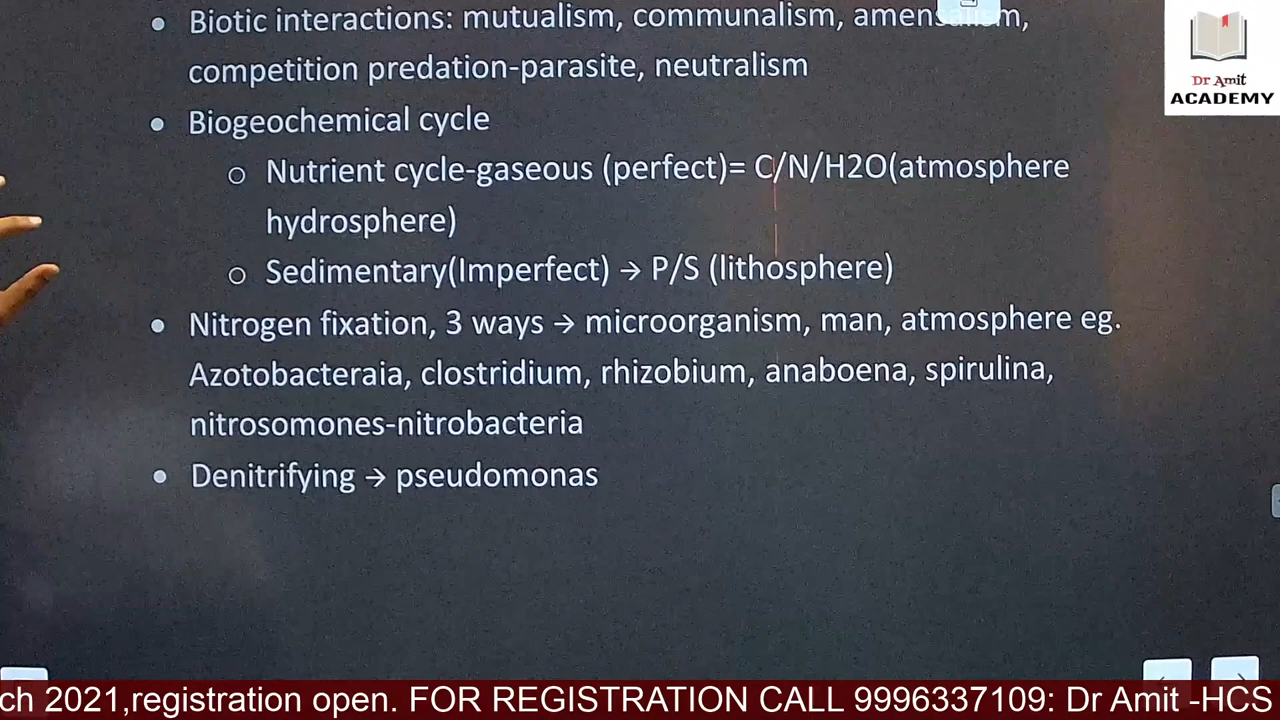 • Biotic interactions: mutualism, communalism, amensalism,
competition predation-parasite, neutralism
• Biogeochemical cycle
o Nutrient cycle-gaseous (perfect)= C/N/H2O(atmosphere
hydrosphere)
o Sedimentary(Imperfect) → P/S (lithosphere)
• Nitrogen fixation, 3 ways → microorganism, man, atmosphere eg.
Azotobacteraia, clostridium, rhizobium, anaboena, spirulina,
nitrosomones-nitrobacteria
• Denitrifying → pseudomonas
Dr Amit
ACADEMY
ch 2021,registration open. FOR REGISTRATION CALL 9996337109: Dr Amit -HCS